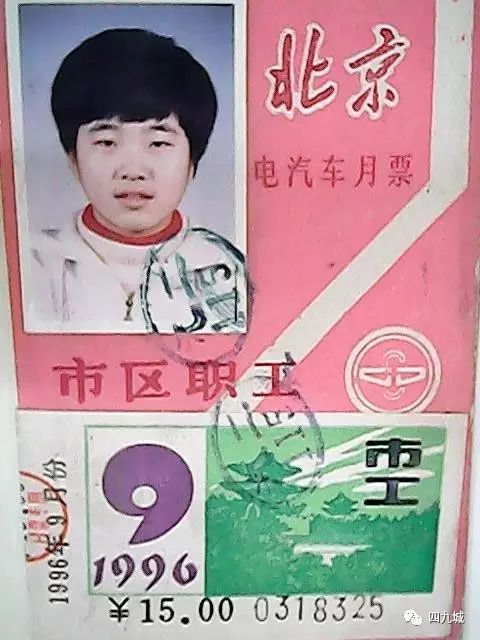 北京
电汽车月票
市区职工
1996年9月份
9
1996
市
工
¥15.00 0318325
四九城